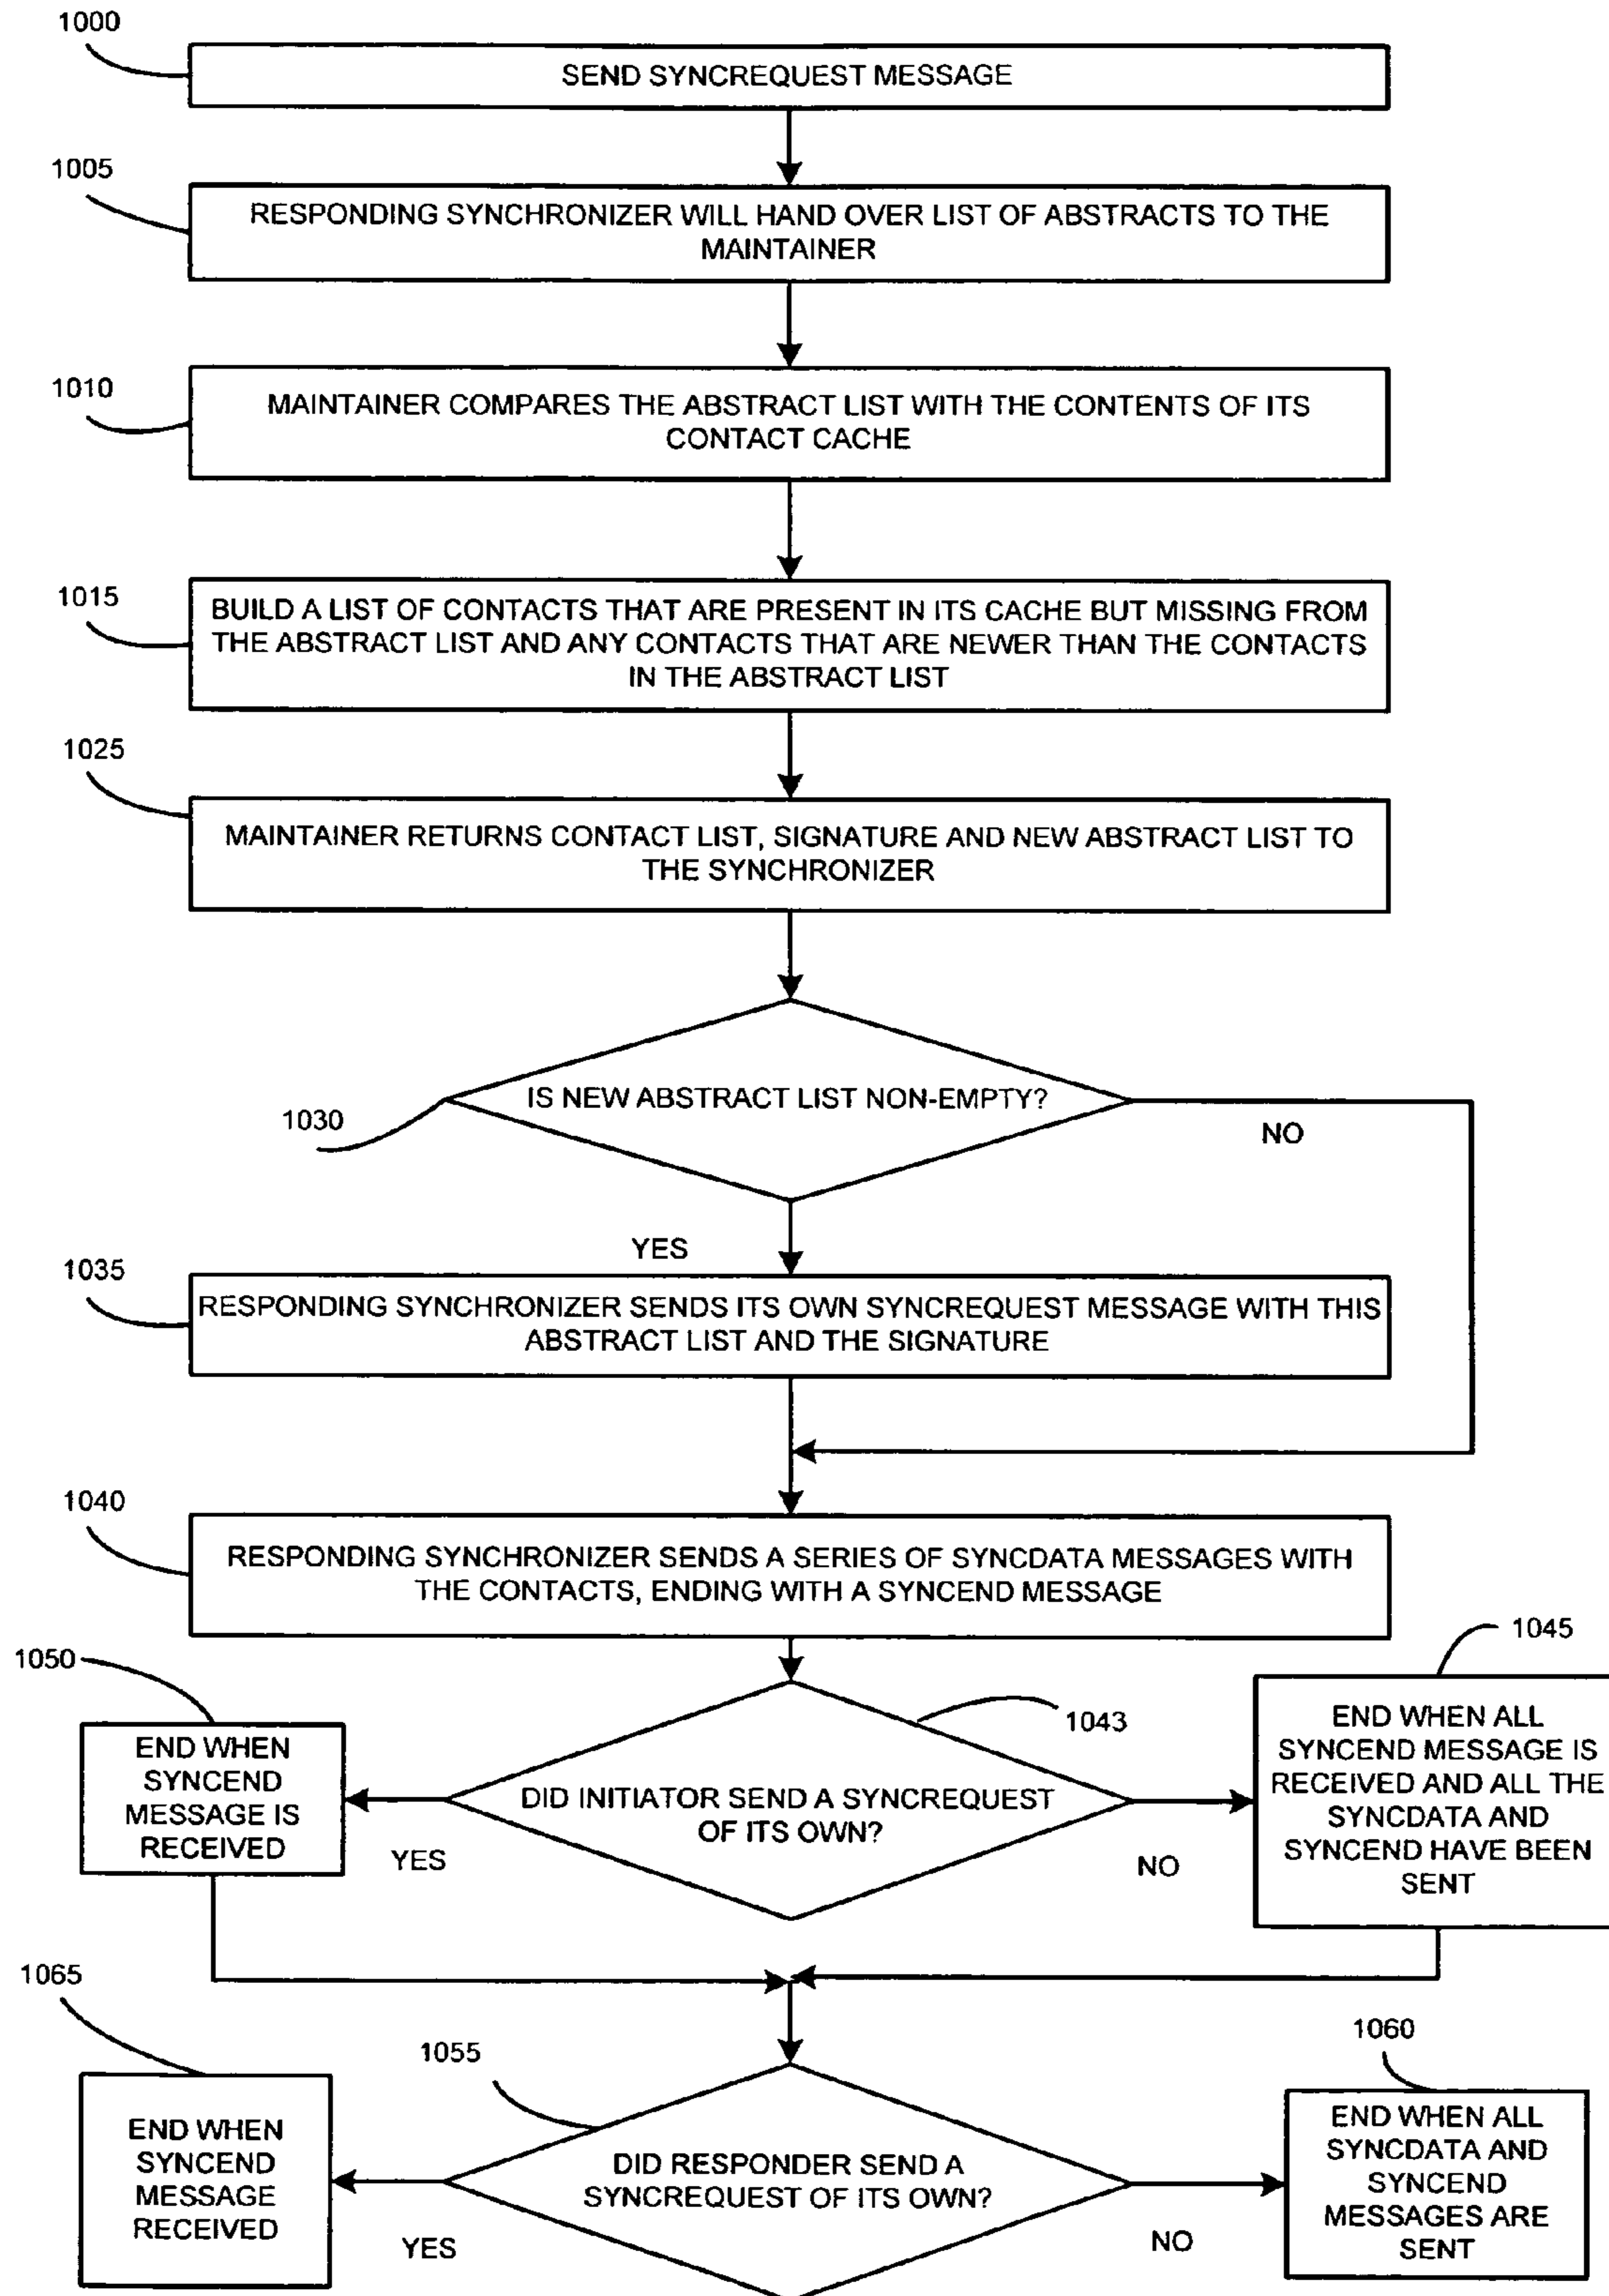 1000
SEND SYNCREQUEST MESSAGE
1005
RESPONDING SYNCHRONIZER WILL HAND OVER LIST OF ABSTRACTS TO THE
MAINTAINER
1010
MAINTAINER COMPARES THE ABSTRACT LIST WITH THE CONTENTS OF ITS
CONTACT CACHE
1015
BUILD A LIST OF CONTACTS THAT ARE PRESENT IN ITS CACHE BUT MISSING FROM
THE ABSTRACT LIST AND ANY CONTACTS THAT ARE NEWER THAN THE CONTACTS
IN THE ABSTRACT LIST
1025
MAINTAINER RETURNS CONTACT LIST, SIGNATURE AND NEW ABSTRACT LIST TO
THE SYNCHRONIZER
IS NEW ABSTRACT LIST NON-EMPTY?
1030
NO
YES
1035
RESPONDING SYNCHRONIZER SENDS ITS OWN SYNCREQUEST MESSAGE WITH THIS
ABSTRACT LIST AND THE SIGNATURE
1040
RESPONDING SYNCHRONIZER SENDS A SERIES OF SYNCDATA MESSAGES WITH
THE CONTACTS, ENDING WITH A SYNCEND MESSAGE
1050
END WHEN
SYNCEND
MESSAGE IS
RECEIVED
YES
1043
DID INITIATOR SEND A SYNCREQUEST
OF ITS OWN?
NO
1045
END WHEN ALL
SYNCEND MESSAGE IS
RECEIVED AND ALL THE
SYNCDATA AND
SYNCEND HAVE BEEN
SENT
1065
END WHEN
SYNCEND
MESSAGE
RECEIVED
YES
1055
DID RESPONDER SEND A
SYNCREQUEST OF ITS OWN?
NO
1060
END WHEN ALL
SYNCDATA AND
SYNCEND
MESSAGES ARE
SENT